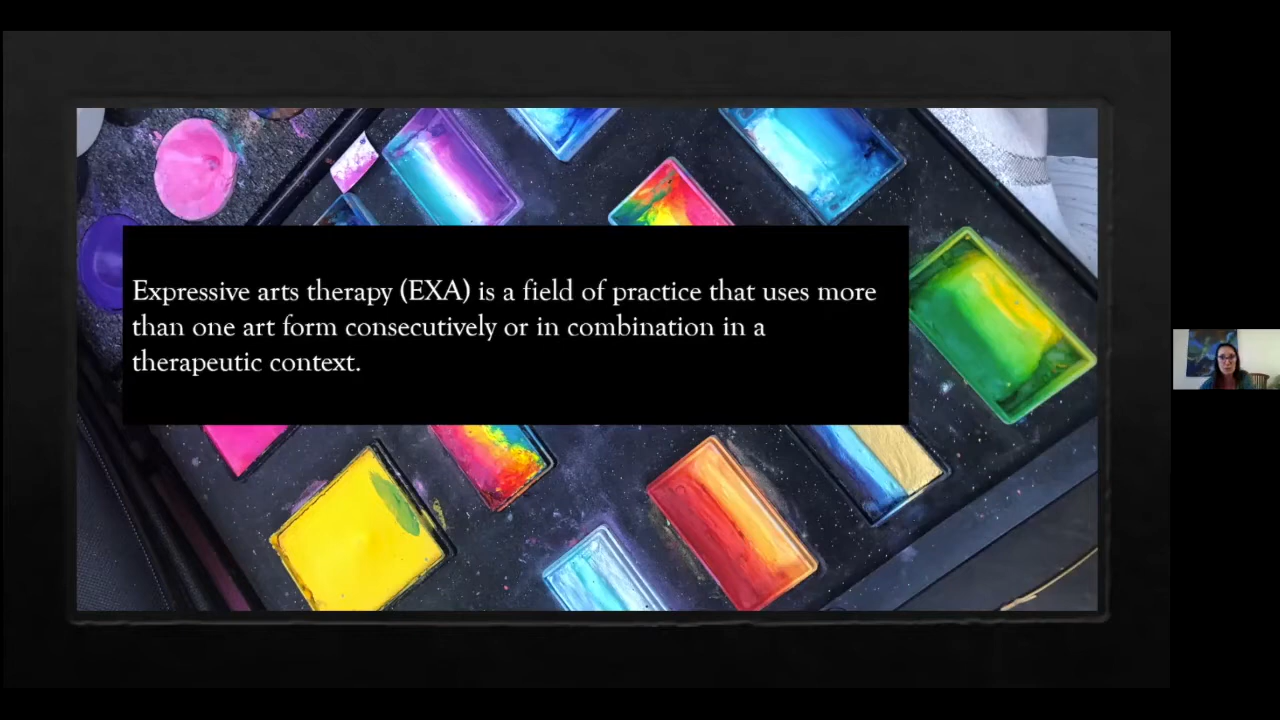 Expressive arts therapy (EXA) is a field of practice that uses more
than one art form consecutively or in combination in a
therapeutic context.